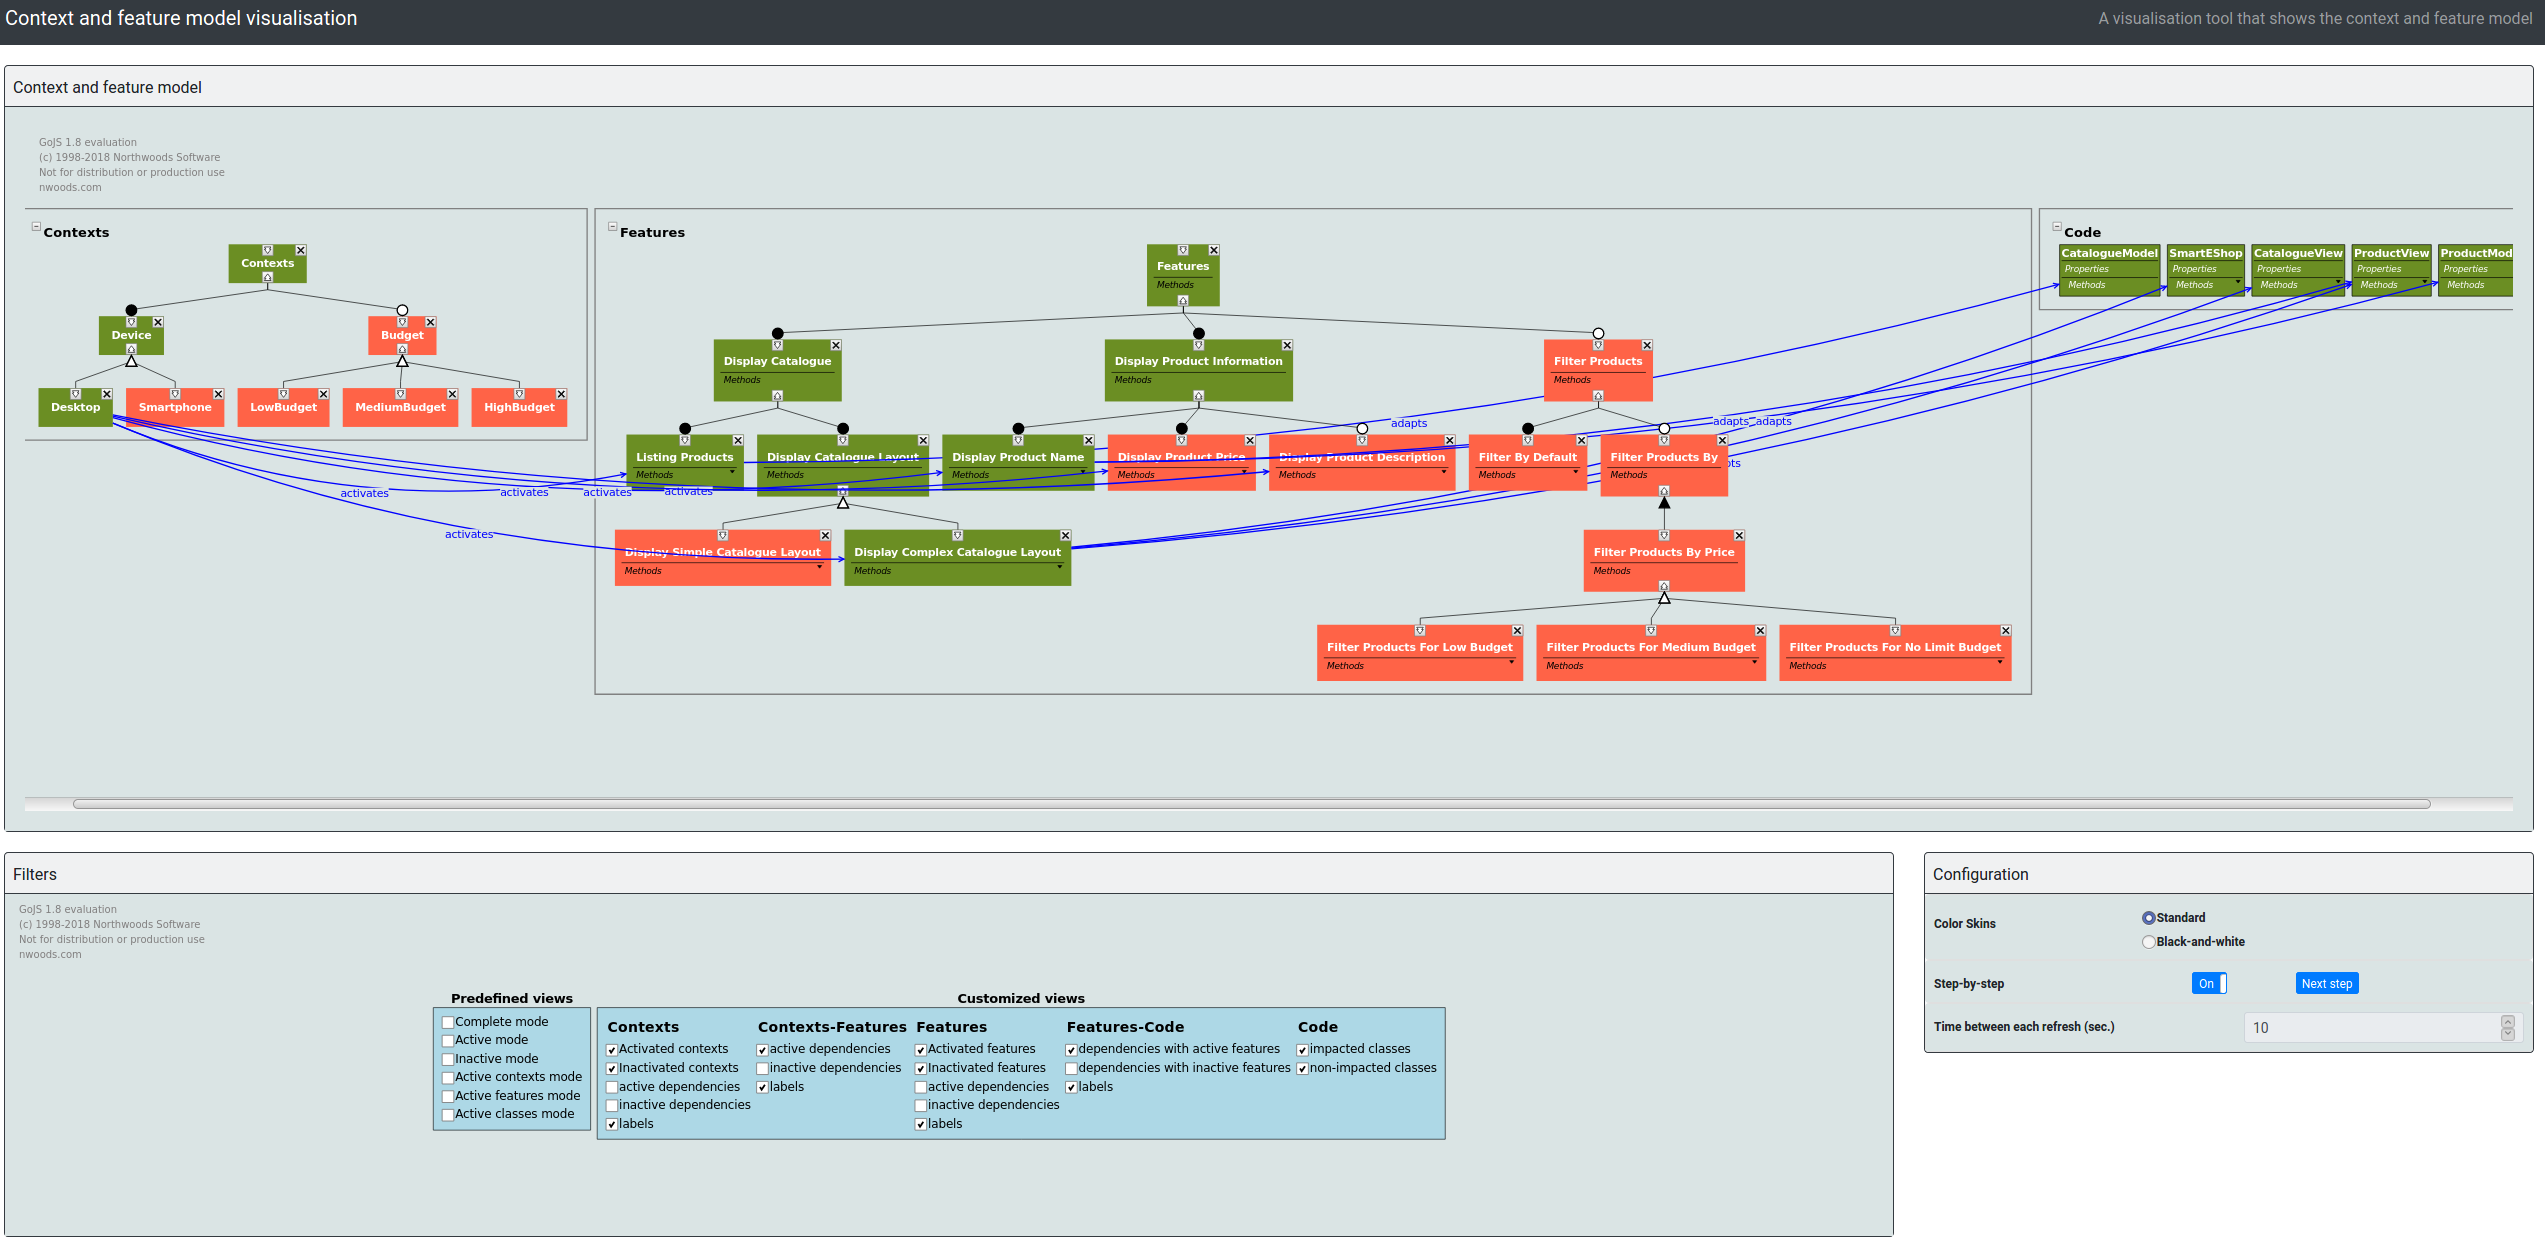 Context and feature model visualisation
A visualisation tool that shows the context and feature model
Context and feature model
GoJS 1.8 evaluation
(c) 1998-2018 Northwoods Software
Not for distribution or production use
nwoods.com
Contexts
Contexts
Device
Budget
Desktop
Smartphone
LowBudget
MediumBudget
HighBudget
Features
Features
Methods
Display Catalogue
Methods
Display Product Information
Methods
Filter Products
Methods
Listing Products
Methods
Display Catalogue Layout
Display Product Name
Methods
Display Product Price
Methods
Display Product Description
Methods
Filter By Default
Methods
Filter Products By
Methods
Display Simple Catalogue Layout
Methods
Display Complex Catalogue Layout
Methods
Filter Products By Price
Methods
Filter Products For Low Budget
Methods
Filter Products For Medium Budget
Methods
Filter Products For No Limit Budget
Methods
activates
activates
activates
activates
activates
adapts
adapts
adapts
Code
CatalogueModel
Properties
Methods
SmartEShop
Properties
Methods
CatalogueView
Properties
Methods
ProductView
Properties
Methods
ProductMod
Properties
Methods
Filters
GoJS 1.8 evaluation
(c) 1998-2018 Northwoods Software
Not for distribution or production use
nwoods.com
Predefined views
Complete mode
Active mode
Inactive mode
Active contexts mode
Active features mode
Active classes mode
Customized views
Contexts
Activated contexts
Inactivated contexts
active dependencies
inactive dependencies
labels
Contexts-Features
active dependencies
inactive dependencies
labels
Features
Activated features
Inactivated features
active dependencies
inactive dependencies
labels
Features-Code
dependencies with active features
dependencies with inactive features
labels
Code
impacted classes
non-impacted classes
Configuration
Color Skins
Standard
Black-and-white
Step-by-step
On
Next step
Time between each refresh (sec.)
10